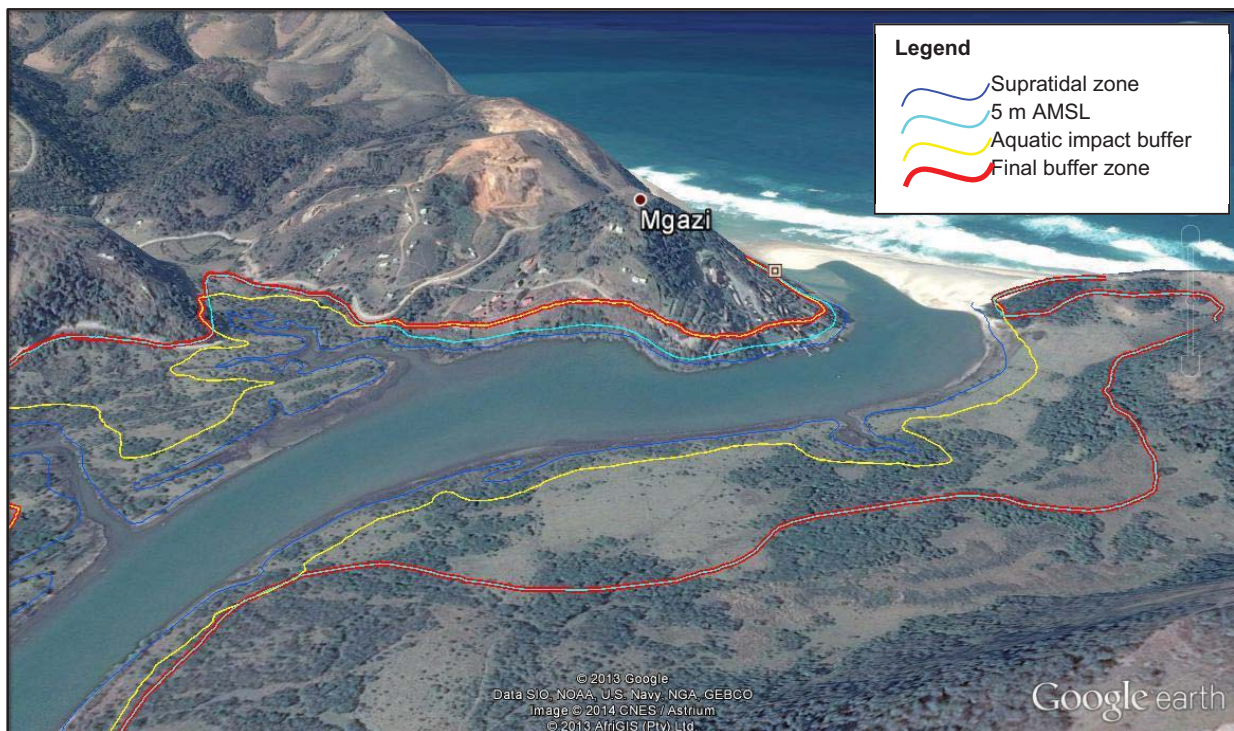 Legend
Supratidal zone
5 m AMSL
Aquatic impact buffer
Final buffer zone
Mgazi
© 2013 Google
Data SIO, NOAA, U.S. Navy, NGA, GEBCO
Image © 2014 CNES / Astrium
© 2013 AfriGIS (Pty) Ltd.
Google earth